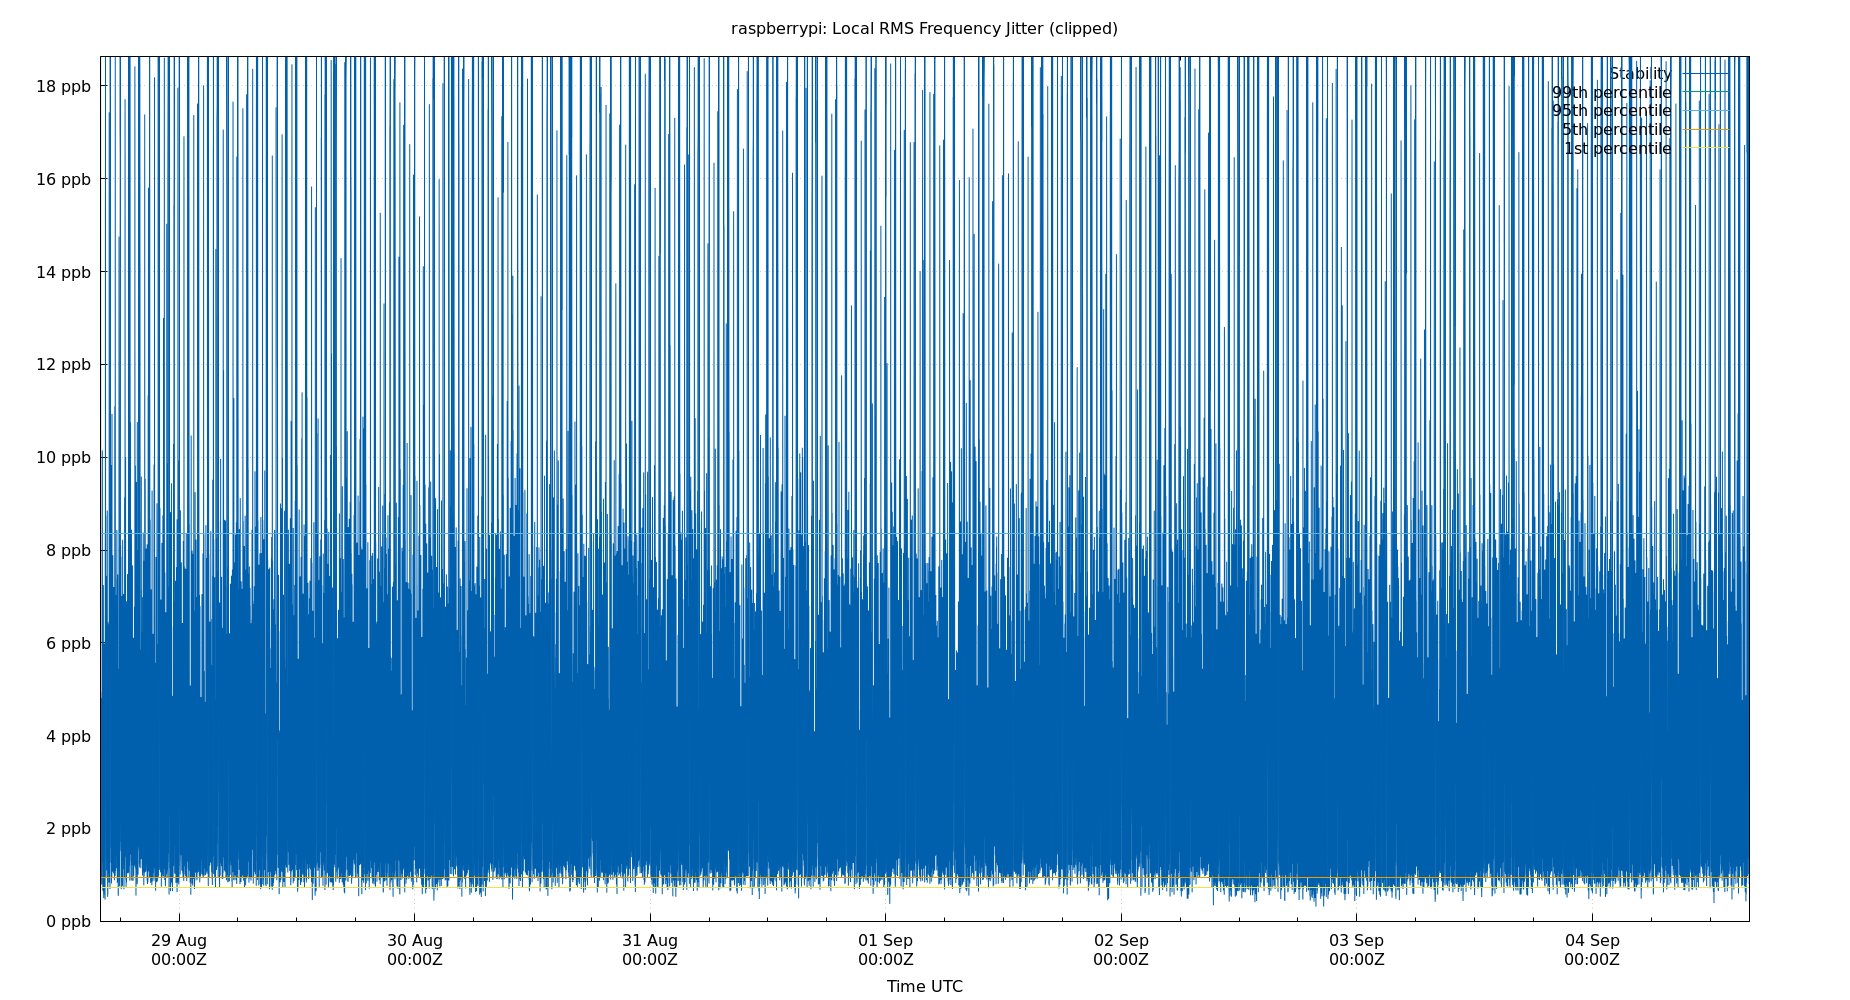 raspberrypi: Local RMS Frequency Jitter (clipped)
18 ppb
16 ppb
14 ppb
12 ppb
10 ppb
8 ppb
6 ppb
4 ppb
2 ppb
0 ppb
Stability
99th percentile
95th percentile
5th percentile
1st percentile
29 Aug 30 Aug 31 Aug 01 Sep 02 Sep 03 Sep 04 Sep
00:00Z 00:00Z 00:00Z 00:00Z 00:00Z 00:00Z 00:00Z
Time UTC